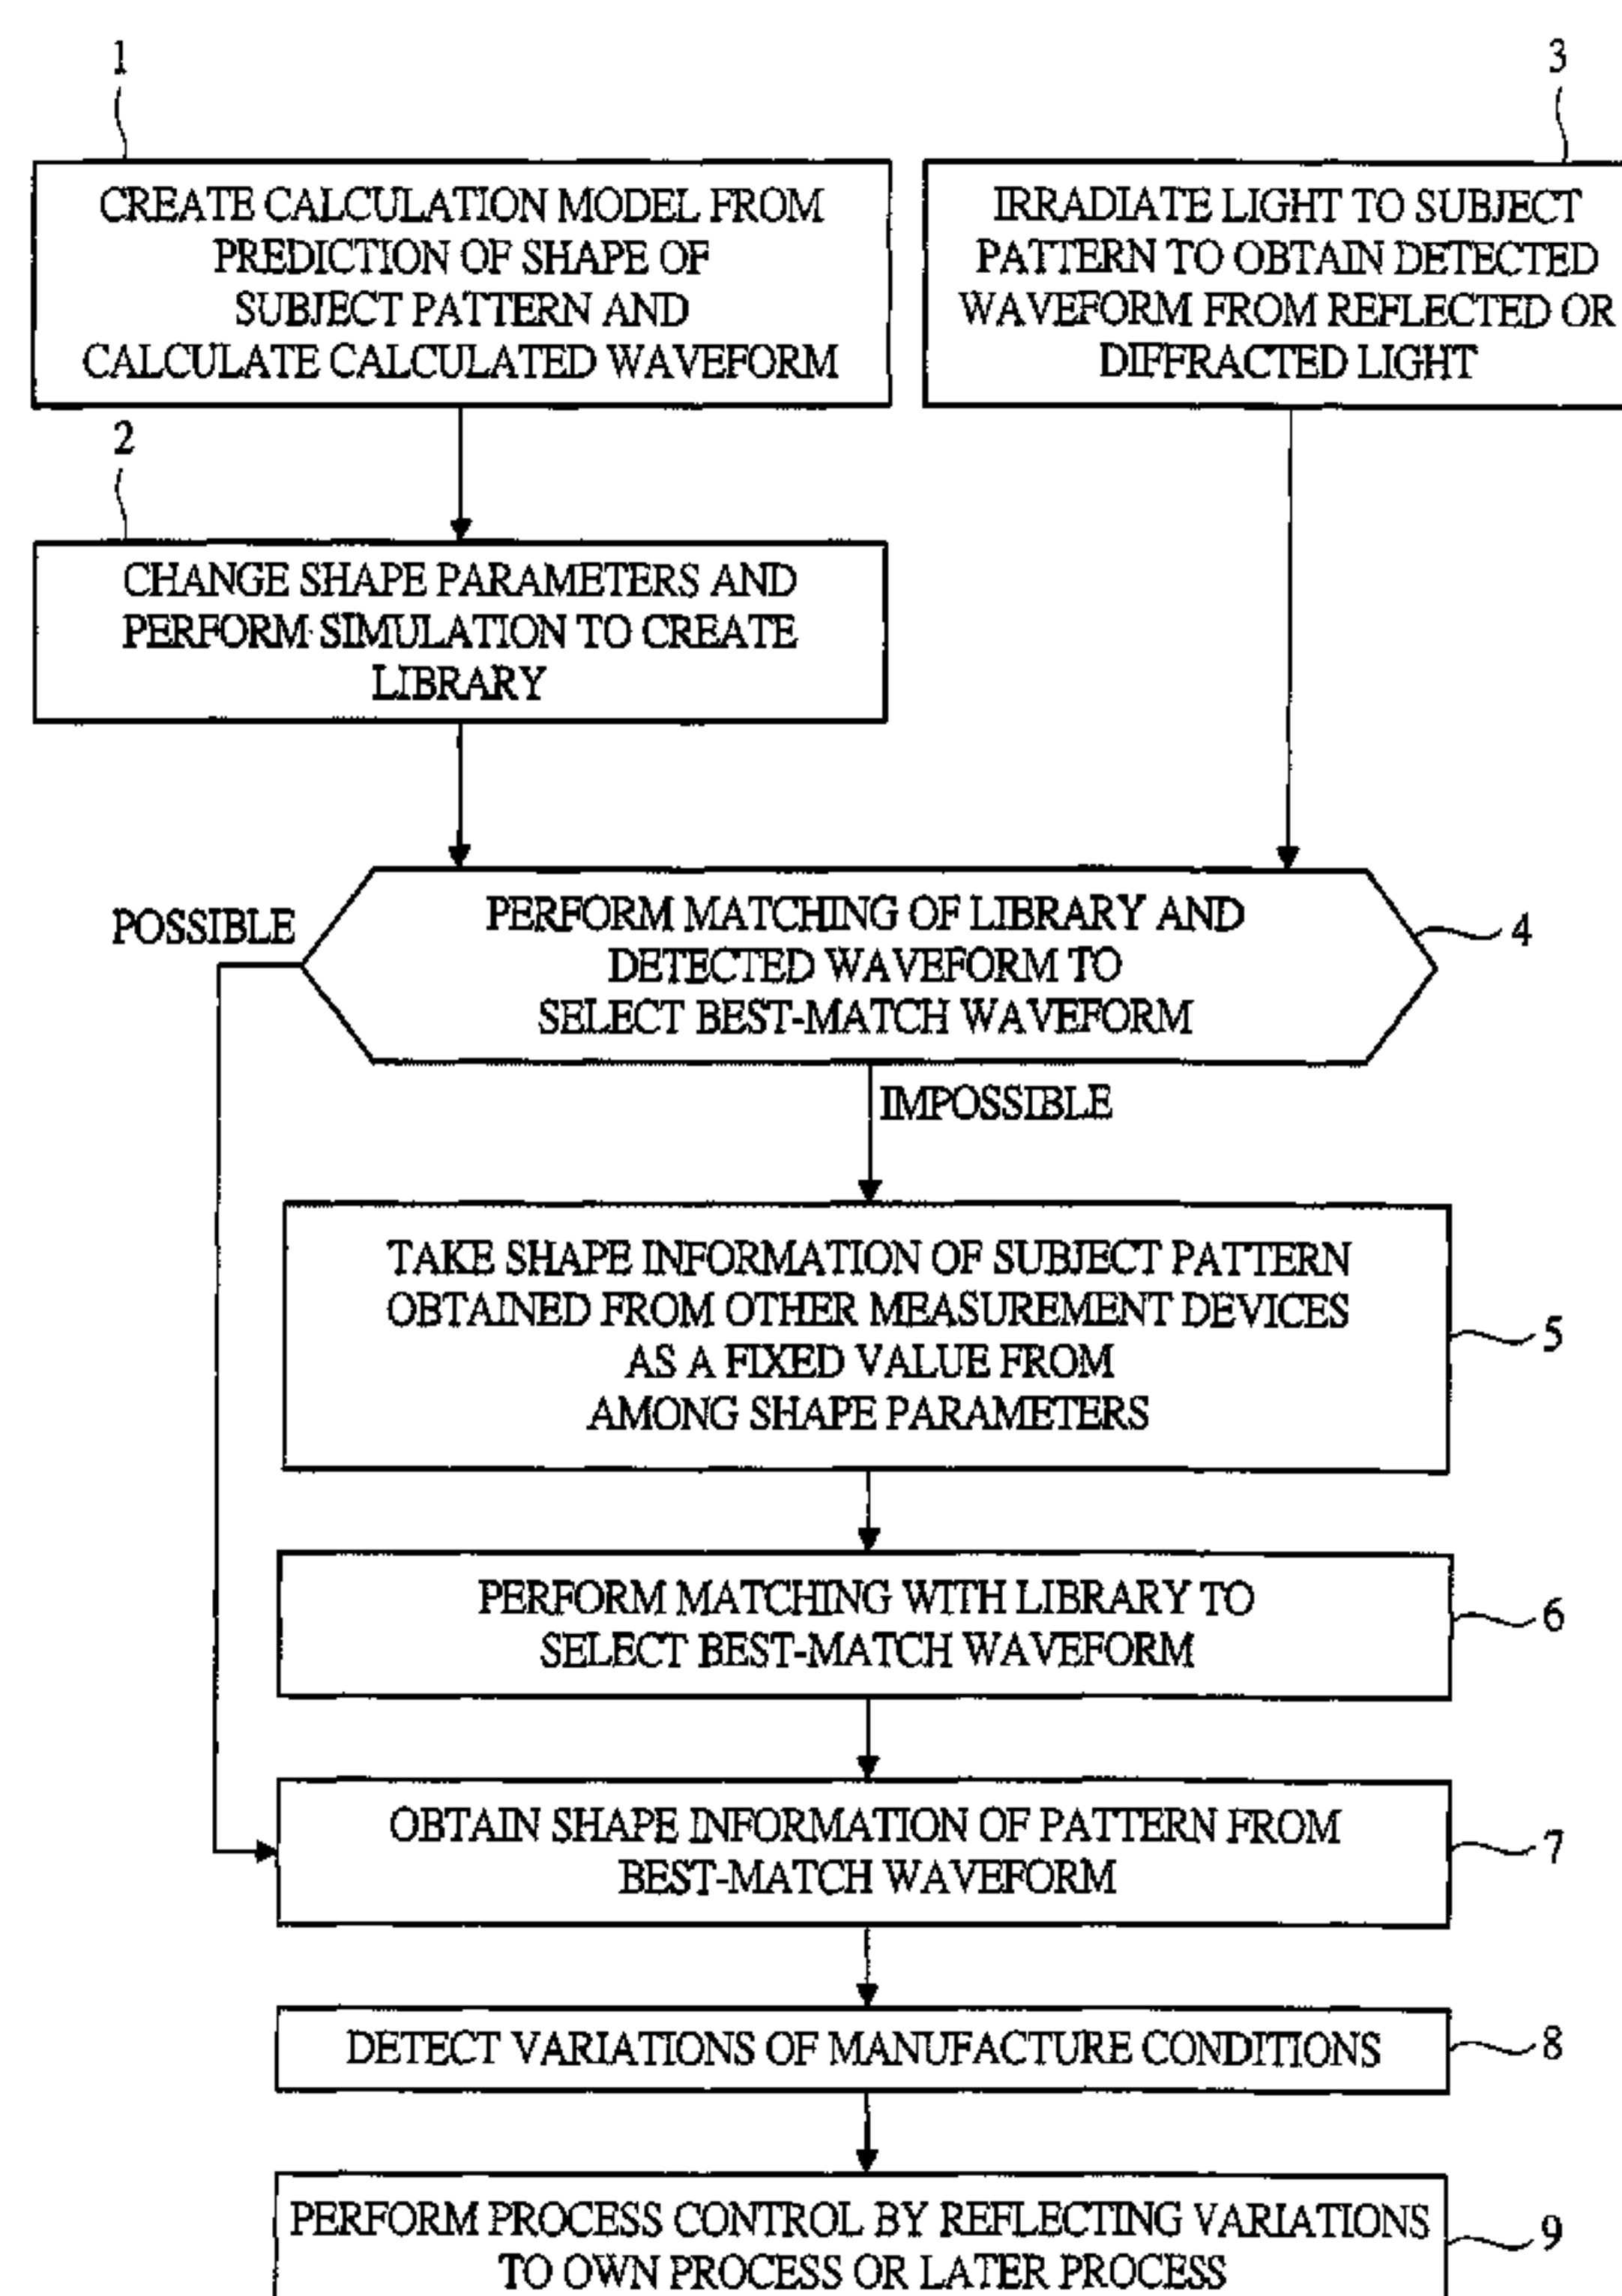 1
CREATE CALCULATION MODEL FROM
PREDICTION OF SHAPE OF
SUBJECT PATTERN AND
CALCULATE CALCULATED WAVEFORM
3
IRRADIATE LIGHT TO SUBJECT
PATTERN TO OBTAIN DETECTED
WAVEFORM FROM REFLECTED OR
DIFFRACTED LIGHT
2
CHANGE SHAPE PARAMETERS AND
PERFORM SIMULATION TO CREATE
LIBRARY
POSSIBLE
PERFORM MATCHING OF LIBRARY AND
DETECTED WAVEFORM TO
SELECT BEST-MATCH WAVEFORM
4
IMPOSSIBLE
TAKE SHAPE INFORMATION OF SUBJECT PATTERN
OBTAINED FROM OTHER MEASUREMENT DEVICES
AS A FIXED VALUE FROM
AMONG SHAPE PARAMETERS
5
PERFORM MATCHING WITH LIBRARY TO
SELECT BEST-MATCH WAVEFORM
6
OBTAIN SHAPE INFORMATION OF PATTERN FROM
BEST-MATCH WAVEFORM
7
DETECT VARIATIONS OF MANUFACTURE CONDITIONS
8
PERFORM PROCESS CONTROL BY REFLECTING VARIATIONS
TO OWN PROCESS OR LATER PROCESS
9